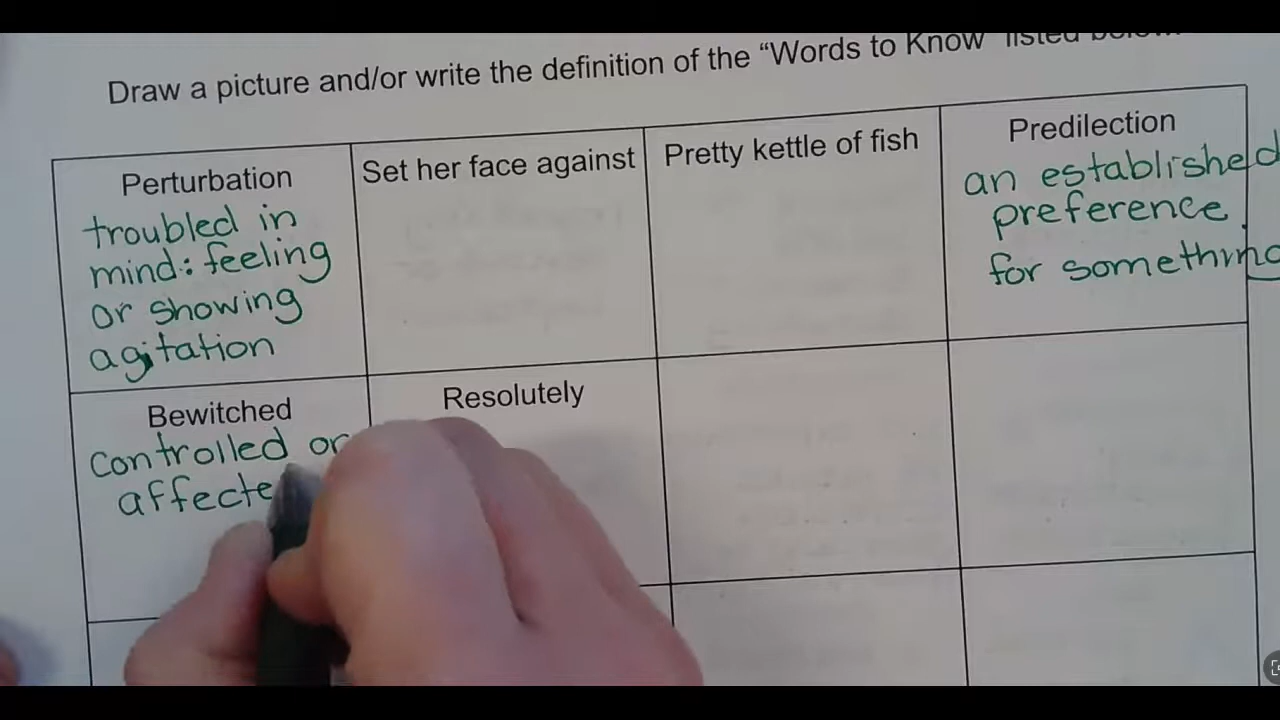 Draw a picture and/or write the definition of the “Words to Know” listed below
Perturbation
troubled in
mind: feeling
or showing
agitation
Set her face against
Pretty kettle of fish
Predilection
an established
preference
for something
Bewitched
controlled or
affecte
Resolutely